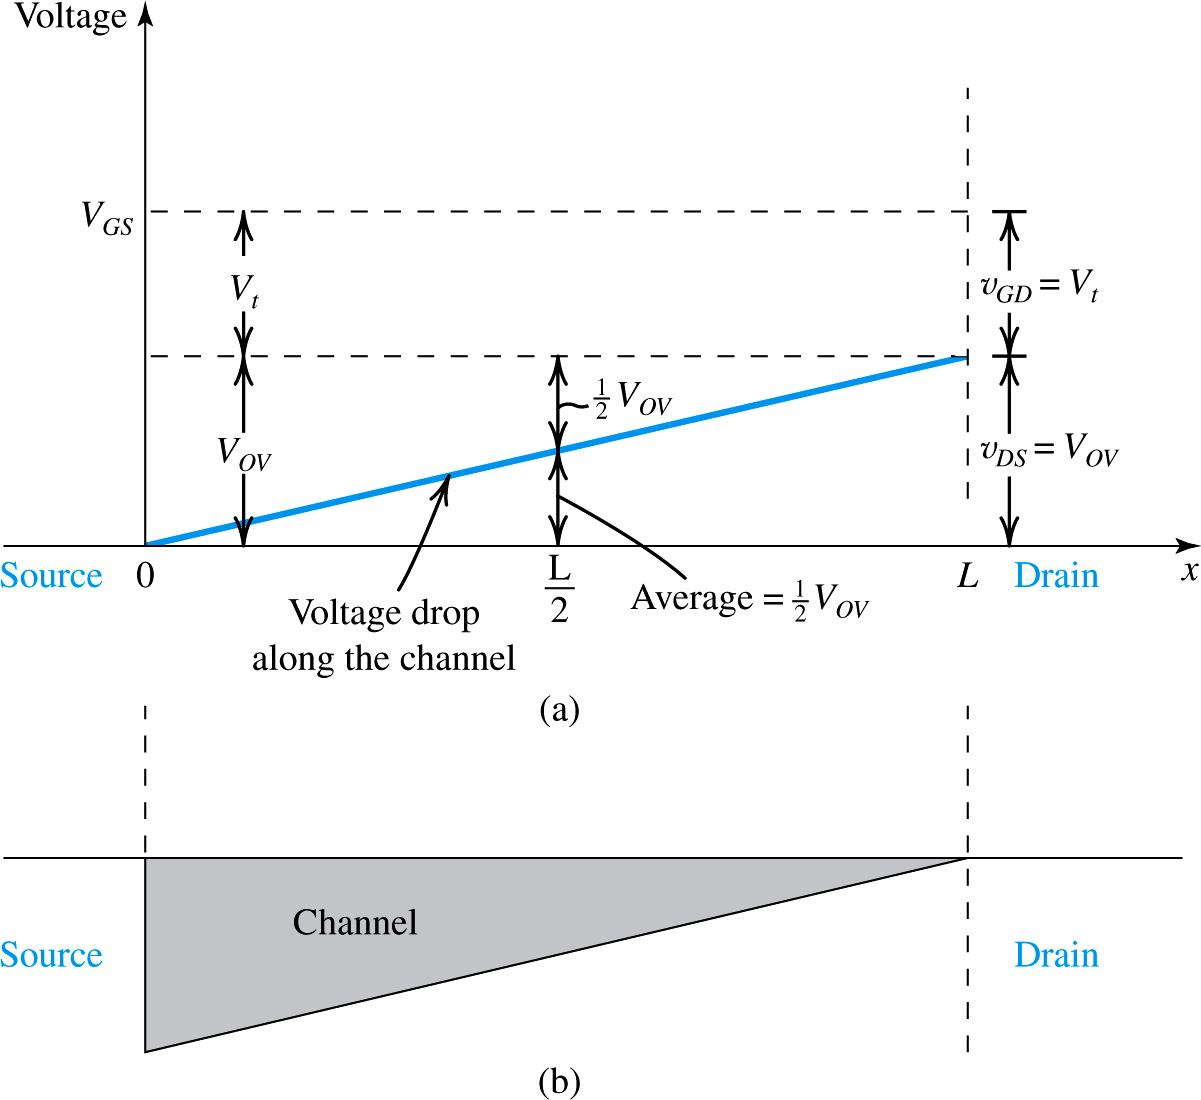 Voltage
V_GS
V_t
v_GD = V_t
½ V_OV
V_OV
v_DS = V_OV
Source
0
L/2
L
Drain
x
Average = ½ V_OV
Voltage drop
along the channel
(a)
Channel
Source
Drain
(b)